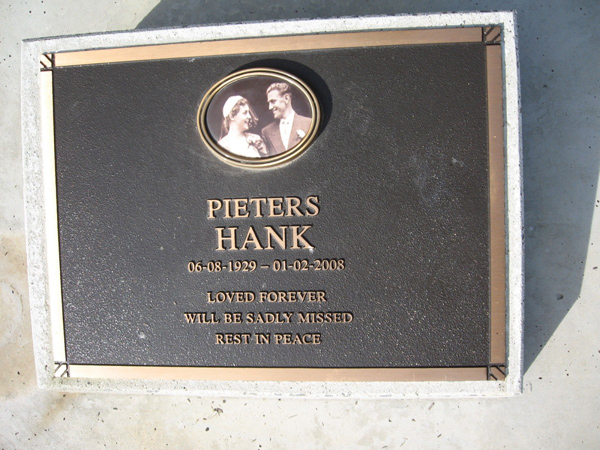 PIETERS
HANK
06-08-1929 – 01-02-2008
LOVED FOREVER
WILL BE SADLY MISSED
REST IN PEACE